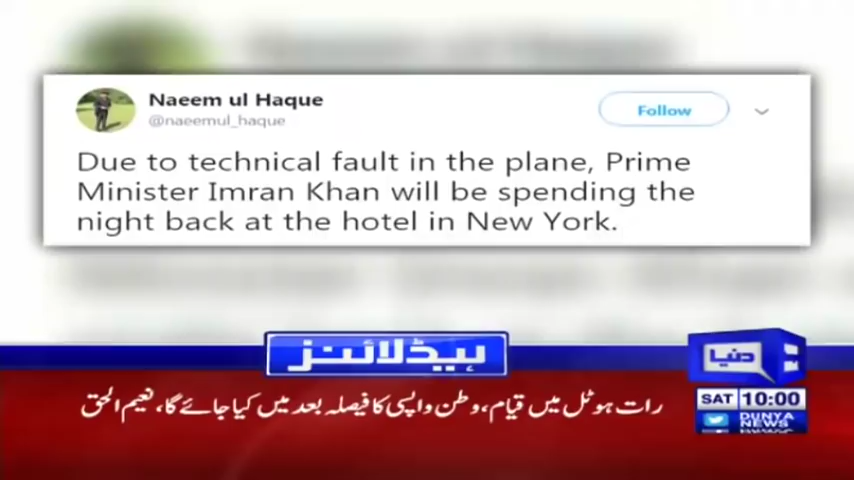 Naeem ul Haque
@naeemul_haque
Follow
Due to technical fault in the plane, Prime
Minister Imran Khan will be spending the
night back at the hotel in New York.
ہیڈلائنز
دنیا
رات ہوٹل میں قیام، وطن واپسی کا فیصلہ بعد میں کیا جائے گا، نعیم الحق
SAT 10:00
DUNYA
NEWS